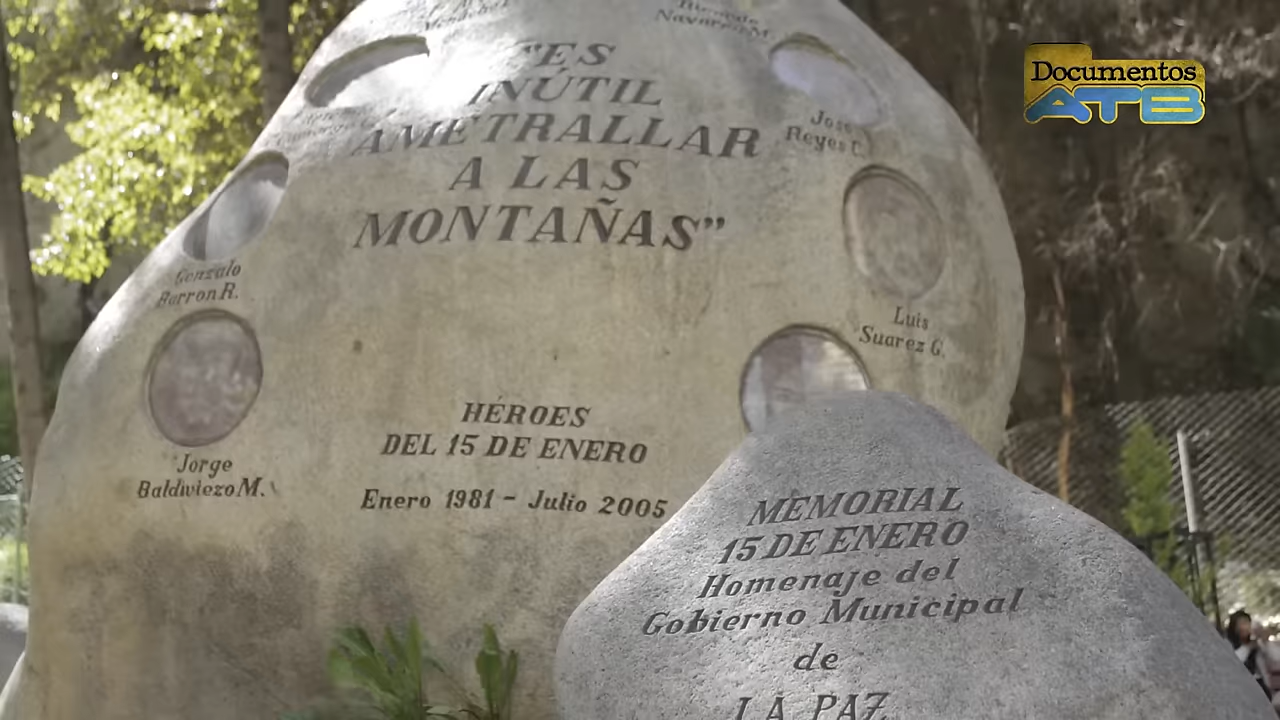 Documentos
ATB
Navarro M.
“ES
INÚTIL
AMETRALLAR
A LAS
MONTAÑAS”
Jose
Reyes C.
Gonzalo
Barron R.
Luis
Suarez G.
Jorge
Baldiviezo M.
HÉROES
DEL 15 DE ENERO
Enero 1981 - Julio 2005
MEMORIAL
15 DE ENERO
Homenaje del
Gobierno Municipal
de
LA PAZ